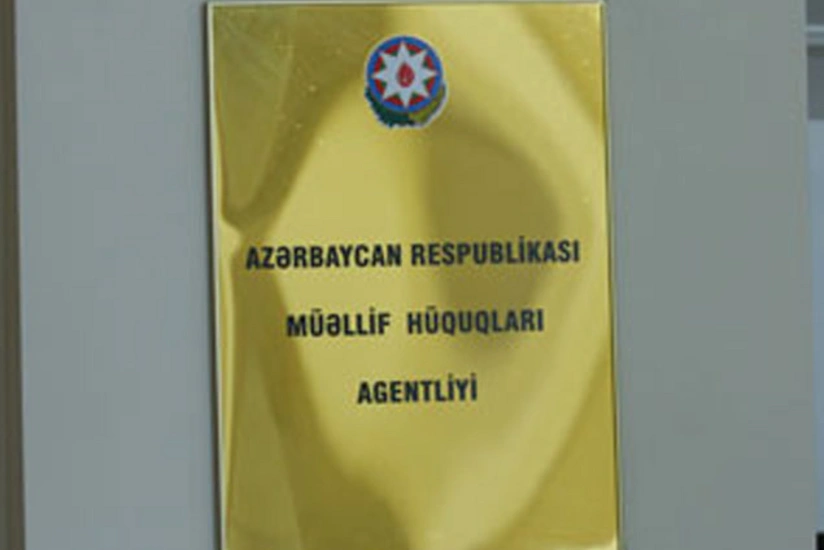 AZƏRBAYCAN RESPUBLİKASI
MÜƏLLİF HÜQUQLARI
AGENTLİYİ